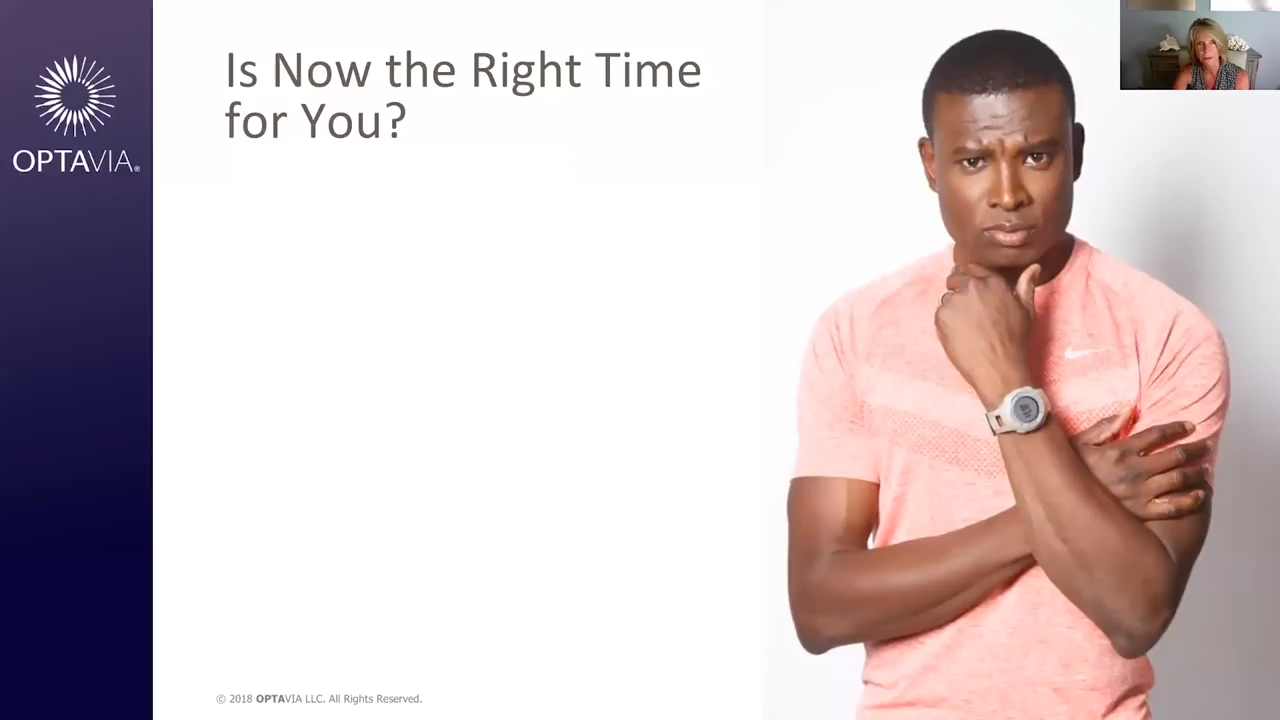 OPTAVIA®
Is Now the Right Time
for You?
© 2018 OPTAVIA LLC. All Rights Reserved.